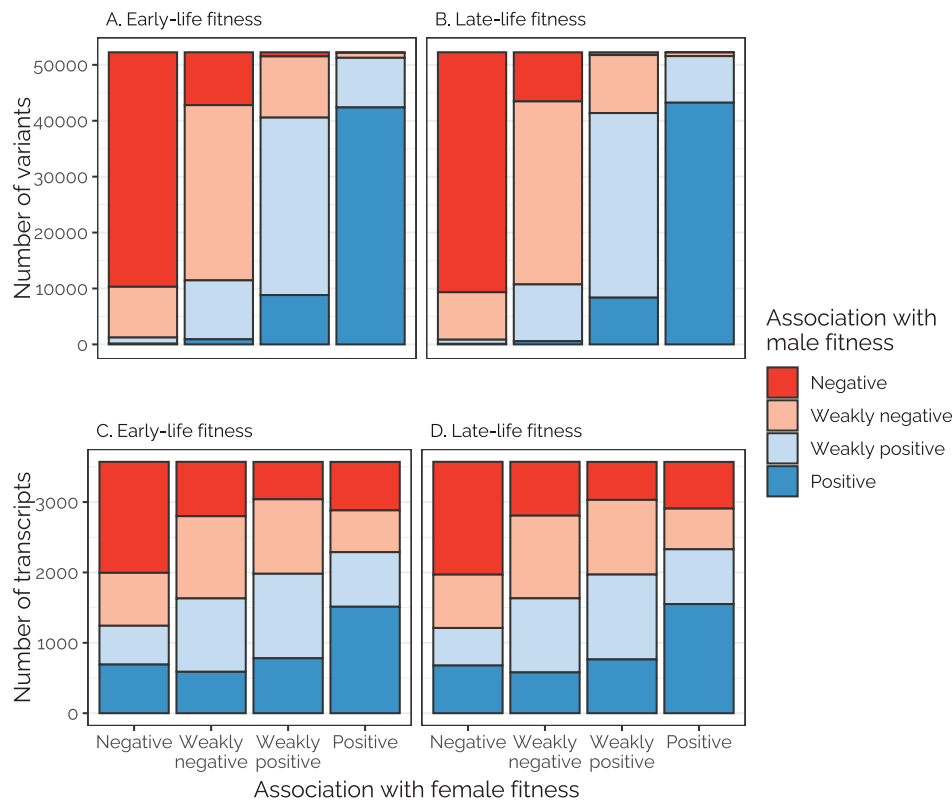 A. Early-life fitness
B. Late-life fitness
Number of variants
50000
40000
30000
20000
10000
0
Association with
male fitness
Negative
Weakly negative
Weakly positive
Positive
C. Early-life fitness
D. Late-life fitness
Number of transcripts
3000
2000
1000
0
Negative
Weakly
negative
Weakly
positive
Positive
Negative
Weakly
negative
Weakly
positive
Positive
Association with female fitness